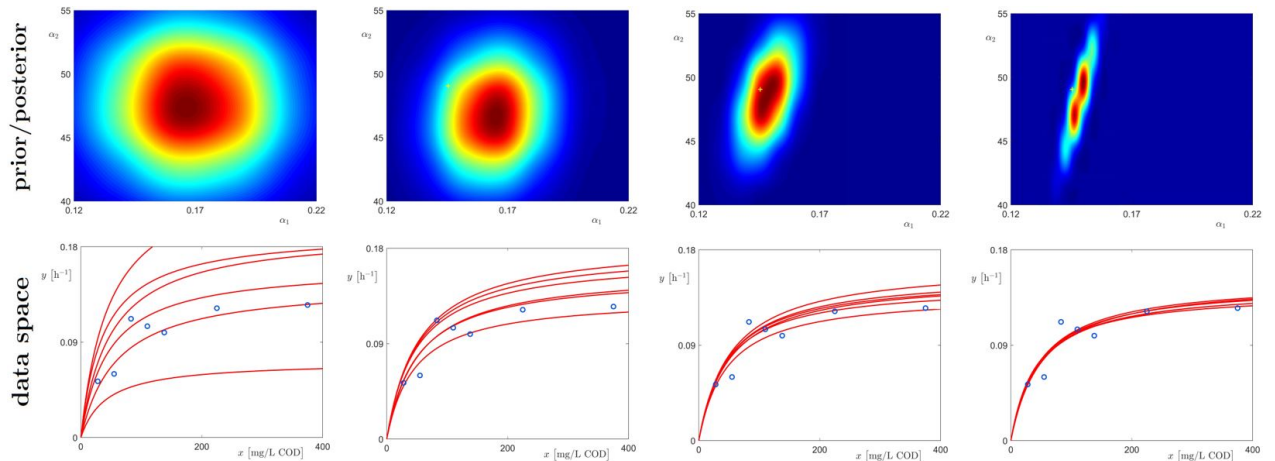 prior/posterior
55
α₂
50
45
40
0.12
0.17
0.22
α₁
55
α₂
50
45
40
0.12
0.17
0.22
α₁
55
α₂
50
45
40
0.12
0.17
0.22
α₁
55
α₂
50
45
40
0.12
0.17
0.22
α₁
data space
0.18
y [h⁻¹]
0.09
0
0
200
400
x [mg/L COD]
0.18
y [h⁻¹]
0.09
0
0
200
400
x [mg/L COD]
0.18
y [h⁻¹]
0.09
0
0
200
400
x [mg/L COD]
0.18
y [h⁻¹]
0.09
0
0
200
400
x [mg/L COD]